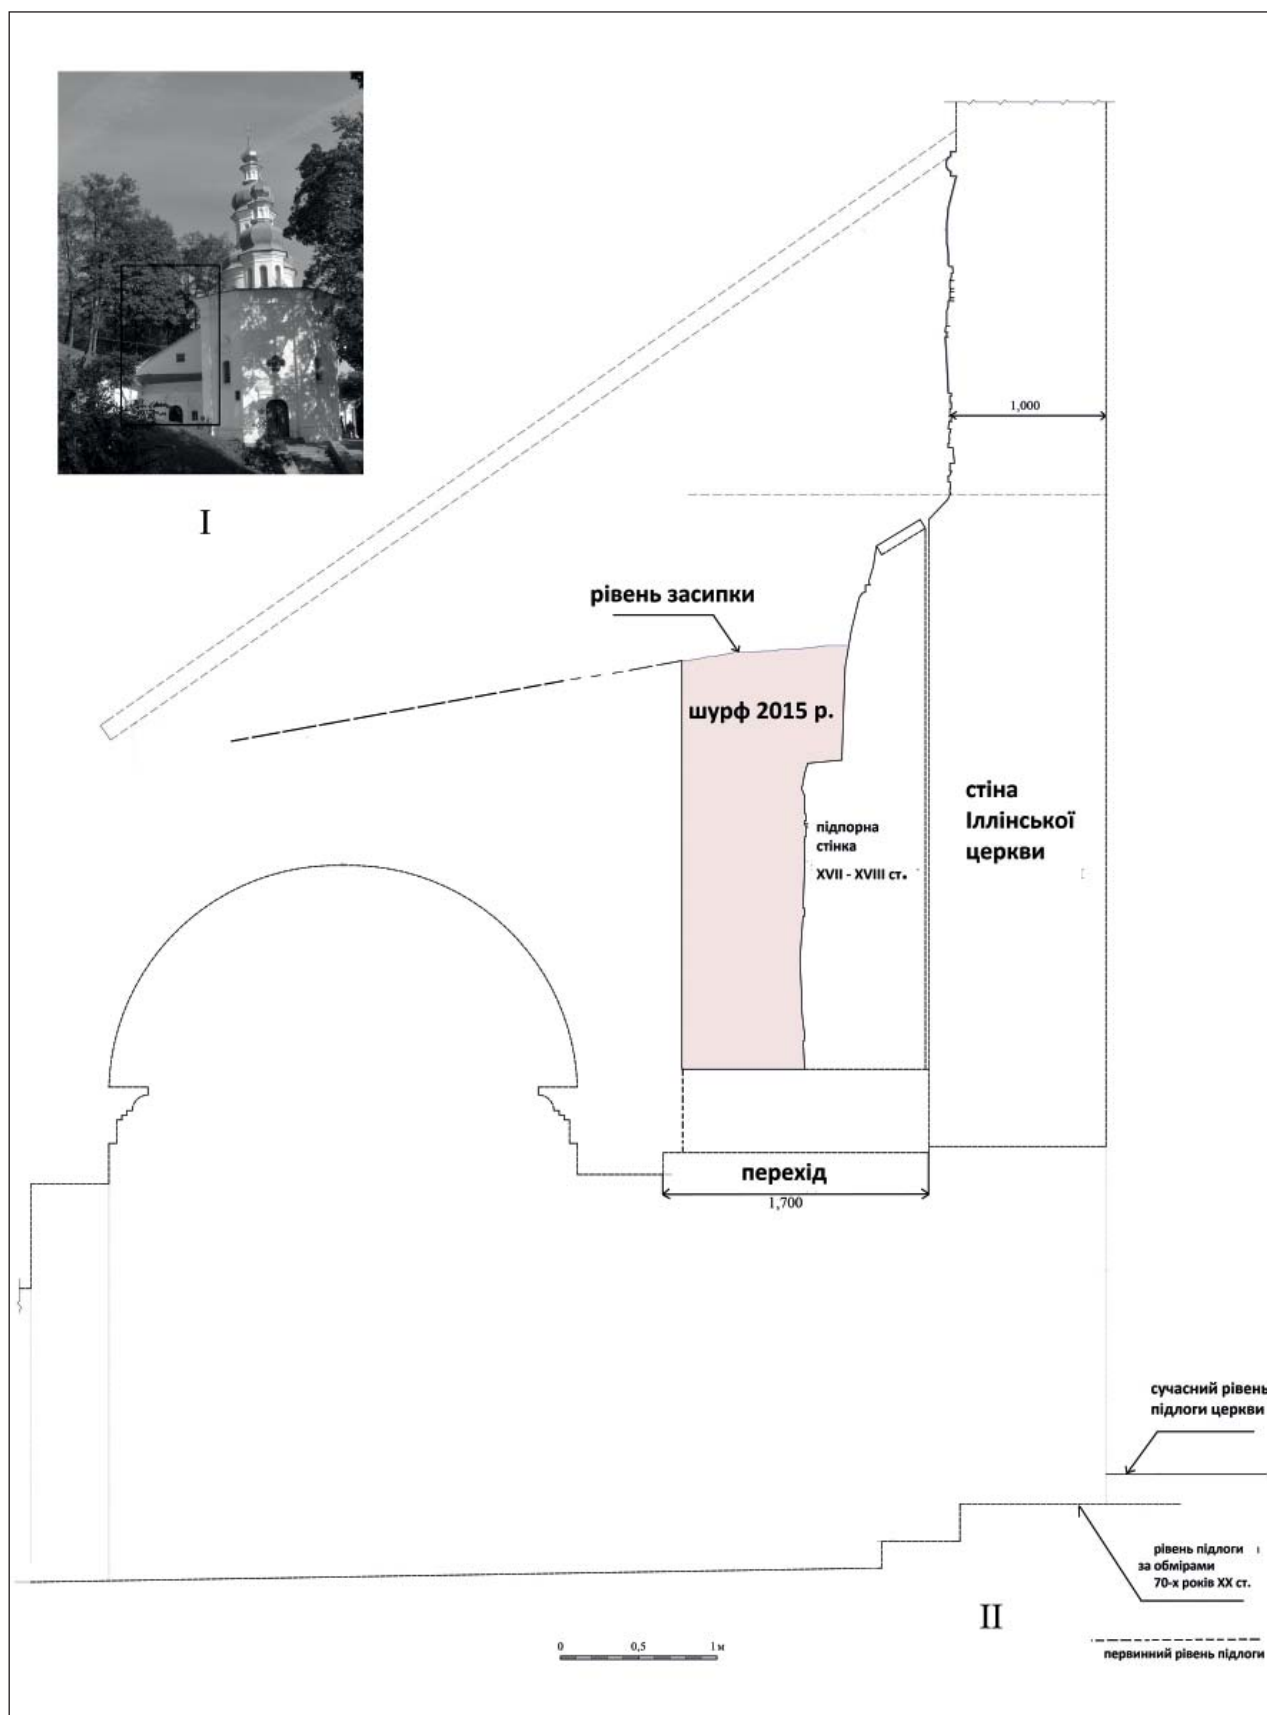 I
1,000
рівень засипки
шурф 2015 р.
стіна
Іллінської
церкви
підпорна
стінка
XVII - XVIII ст.
перехід
1,700
сучасний рівень
підлоги церкви
рівень підлоги
за обмірами
70-х років XX ст.
II
0 0,5 1м
первинний рівень підлоги